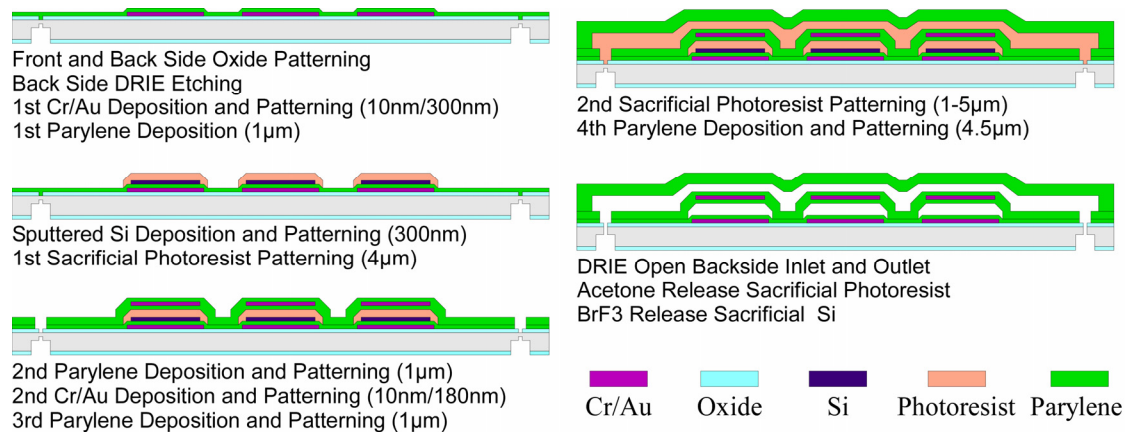 Front and Back Side Oxide Patterning
Back Side DRIE Etching
1st Cr/Au Deposition and Patterning (10nm/300nm)
1st Parylene Deposition (1μm)
Sputtered Si Deposition and Patterning (300nm)
1st Sacrificial Photoresist Patterning (4μm)
2nd Parylene Deposition and Patterning (1μm)
2nd Cr/Au Deposition and Patterning (10nm/180nm)
3rd Parylene Deposition and Patterning (1μm)
2nd Sacrificial Photoresist Patterning (1-5μm)
4th Parylene Deposition and Patterning (4.5μm)
DRIE Open Backside Inlet and Outlet
Acetone Release Sacrificial Photoresist
BrF3 Release Sacrificial Si
Cr/Au Oxide Si Photoresist Parylene